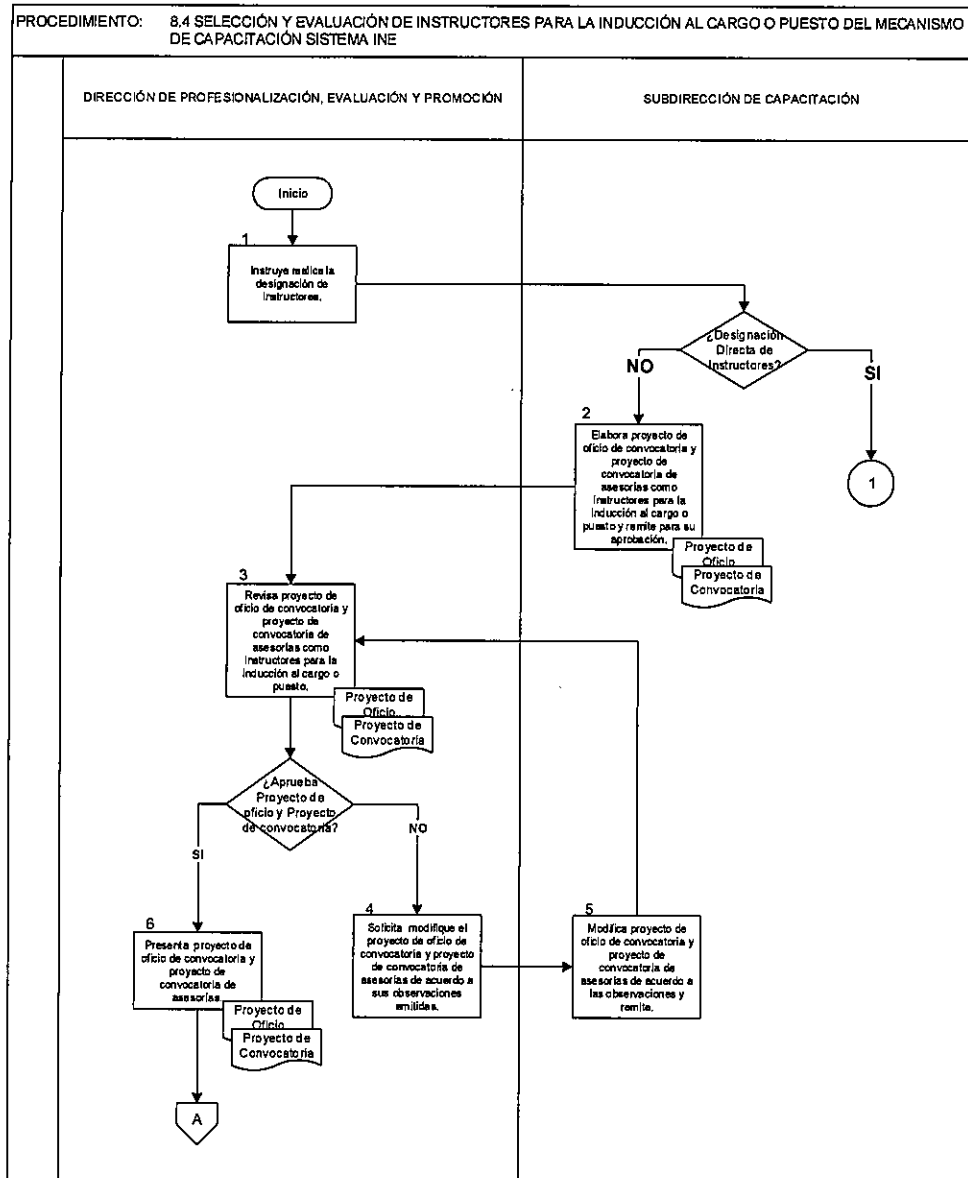 PROCEDIMIENTO: 8.4 SELECCIÓN Y EVALUACIÓN DE INSTRUCTORES PARA LA INDUCCIÓN AL CARGO O PUESTO DEL MECANISMO
DE CAPACITACIÓN SISTEMA INE
DIRECCIÓN DE PROFESIONALIZACIÓN, EVALUACIÓN Y PROMOCIÓN
SUBDIRECCIÓN DE CAPACITACIÓN
Inicio
1
Instruye realice la
designación de
Instructores.
¿Designación
Directa de
Instructores?
NO
SI
1
2
Elabora proyecto de
oficio de convocatoria y
proyecto de
convocatoria de
asesorías como
Instructores para la
inducción al cargo o
puesto y remite para su
aprobación.
Proyecto de
Oficio
Proyecto de
Convocatoria
3
Revisa proyecto de
oficio de convocatoria y
proyecto de
convocatoria de
asesorías como
Instructores para la
inducción al cargo o
puesto.
Proyecto de
Oficio
Proyecto de
Convocatoria
¿Aprueba
Proyecto de
oficio y Proyecto
de convocatoria?
SI
NO
6
Presenta proyecto de
oficio de convocatoria y
proyecto de
convocatoria de
asesorías.
Proyecto de
Oficio
Proyecto de
Convocatoria
A
4
Solicita modifique el
proyecto de oficio de
convocatoria y proyecto
de convocatoria de
asesorías de acuerdo a
sus observaciones
emitidas.
5
Modifica proyecto de
oficio de convocatoria y
proyecto de
convocatoria de
asesorías de acuerdo a
las observaciones y
remite.